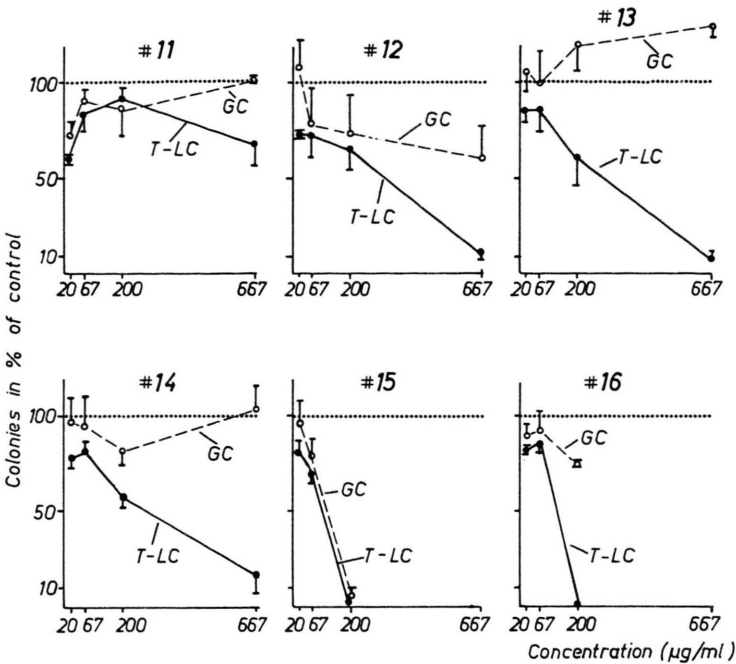 #11
#12
#13
100
50
10
GC
T-LC
GC
T-LC
GC
T-LC
20 67 200 667
20 67 200 667
20 67 200 667
Colonies in % of control
#14
#15
#16
100
50
10
GC
T-LC
GC
T-LC
GC
T-LC
20 67 200 667
20 67 200 667
20 67 200 667
Concentration (µg/ml)